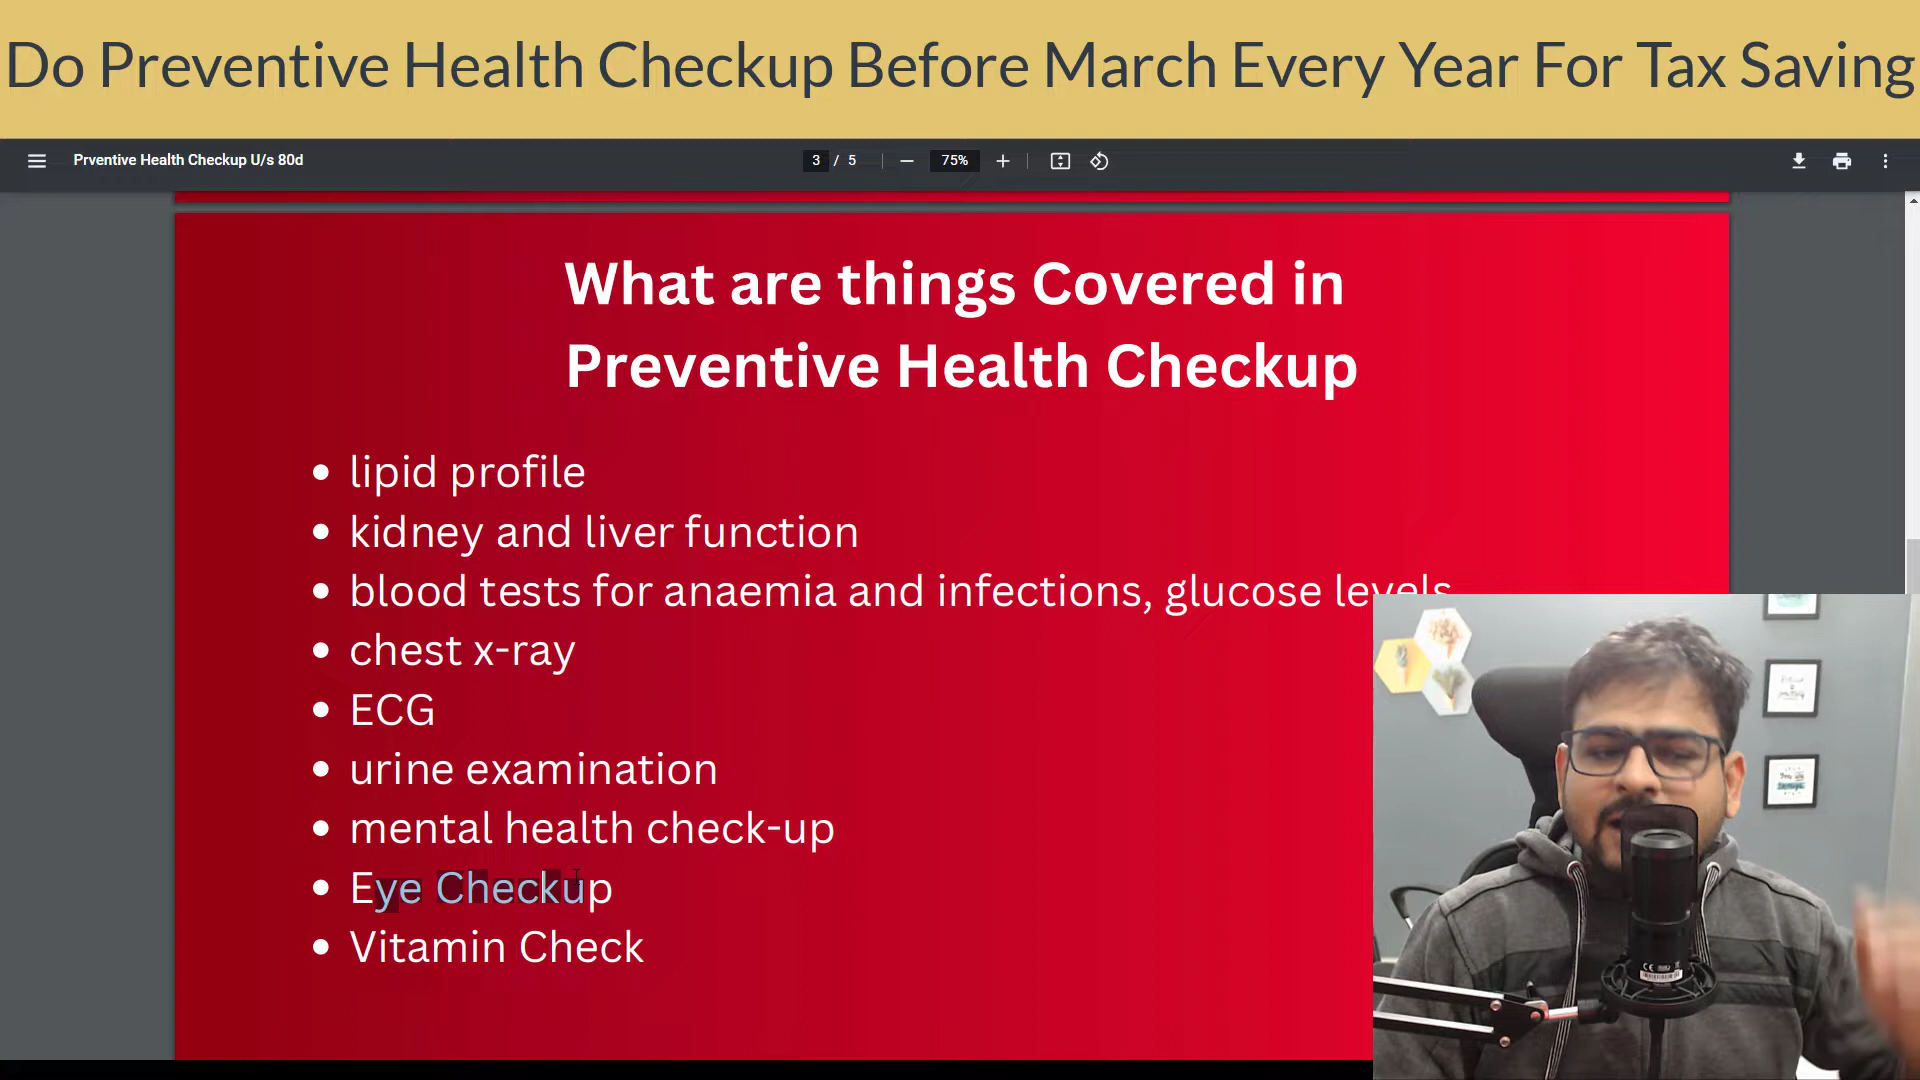 Do Preventive Health Checkup Before March Every Year For Tax Saving
Prventive Health Checkup U/s 80d
3 / 5
75%
What are things Covered in
Preventive Health Checkup
lipid profile
kidney and liver function
blood tests for anaemia and infections, glucose levels
chest x-ray
ECG
urine examination
mental health check-up
Eye Checkup
Vitamin Check